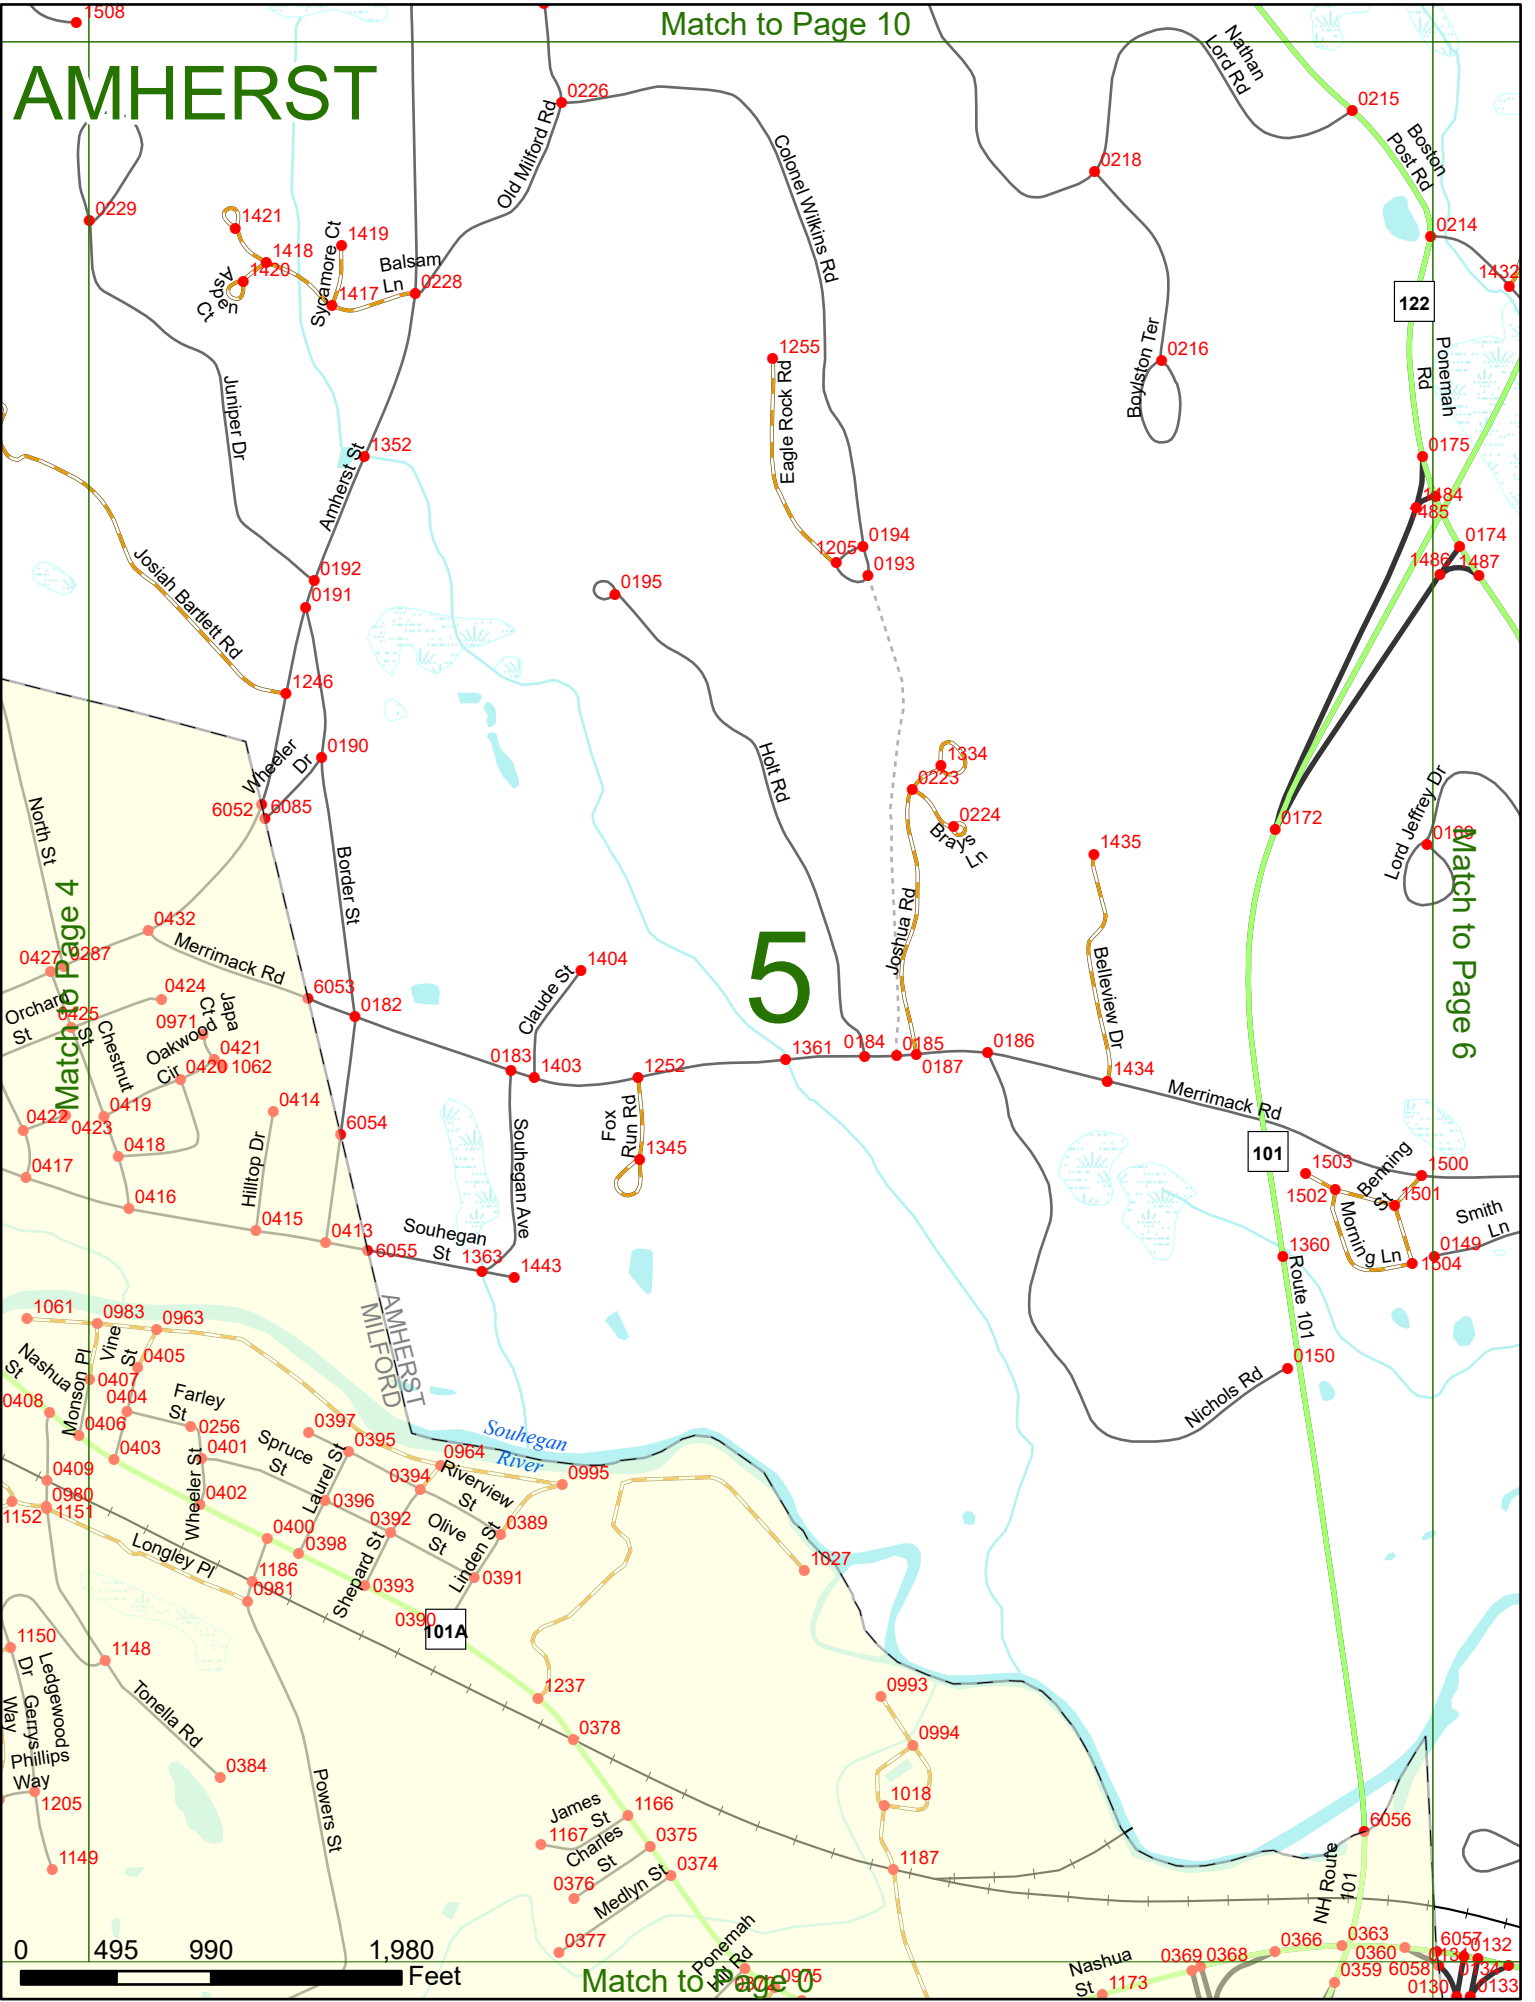 1508
Match to Page 10
AMHERST
0226
Nathan
Lord Rd
0215
Boston
Post Rd
Old Milford Rd
Colonel Wilkins Rd
0218
0229
1421
1419
0214
1418
Sycamore Ct
Balsam
Ln
1420
1432
Aspen
Ct
1417
0228
122
Boylston Ter
0216
Ponemah
Rd
1255
Eagle Rock Rd
Juniper Dr
1352
0175
Amherst St
1484
1485
0194
0174
1205
1486
1487
0193
Josiah Bartlett Rd
0192
0195
0191
1246
Wheeler
Dr
0190
Holt Rd
1334
0223
Lord Jeffrey Dr
6052
6085
0224
Brays
Ln
0172
North St
0169
1435
Border St
Match to Page 4
Match to Page 6
Joshua Rd
0432
5
Merrimack Rd
0427
0287
1404
Belleview Dr
0424
6053
Claude St
Orchard
St
0425
St
Japa
Ct
0182
0971
Chestnut
Oakwood
Cir
0421
0183
0184
0185
0186
0420
1062
1403
1252
1361
0187
1434
Merrimack Rd
0414
0419
0422
0423
Fox
Run Rd
6054
0418
Souhegan Ave
101
0417
1345
1503
Benning
St
1500
Hilltop Dr
1502
1501
0416
Morning Ln
Smith
Ln
0415
0413
Souhegan
St
6055
1363
1443
1360
0149
1504
Route 101
AMHERST
MILFORD
1061
0983
0963
Vine
St
Nashua
St
0405
Monson Pl
0407
0150
0408
0404
Farley
St
Nichols Rd
0406
0256
0397
Souhegan
River
0403
0401
Spruce
St
0395
0964
0409
Laurel St
0394
Riverview
St
0995
0980
Wheeler St
0402
0396
1152
1151
0392
Olive
St
0389
0400
0398
Linden St
Longley Pl
1027
1186
Shepard St
0393
0391
0981
0390
101A
1150
Dr
Ledgewood
1148
Way
Gerrys
Tonella Rd
1237
0993
0378
0994
Phillips
Way
0384
1205
Powers St
James
St
1166
1018
1167
Charles
St
0375
6056
1149
0374
1187
0376
Medlyn St
NH Route
101
0377
Ponemah
Hill Rd
0363
0366
0360
6057
0132
0
495
990
1,980
Feet
Nashua
St
0369
0368
0359
6058
0134
Match to Page 0
0975
1173
0130
0133